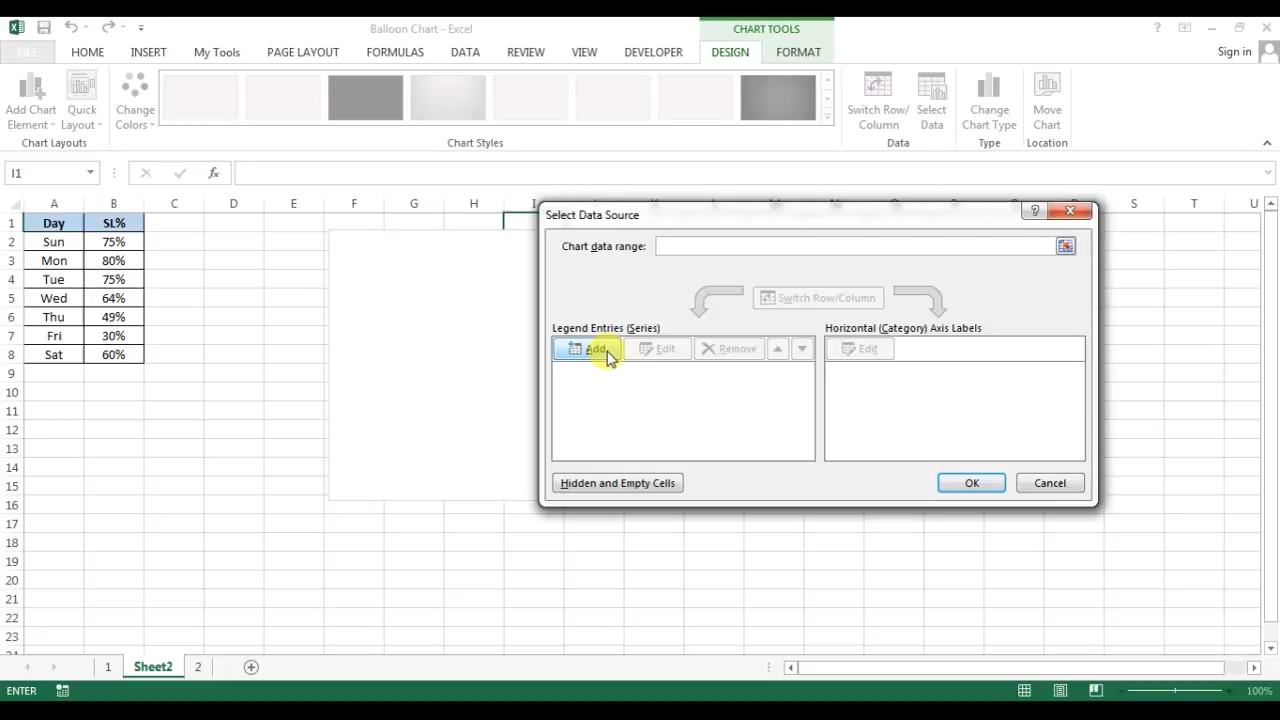 Balloon Chart - Excel
CHART TOOLS
FILE HOME INSERT My Tools PAGE LAYOUT FORMULAS DATA REVIEW VIEW DEVELOPER DESIGN FORMAT Sign in
Add Chart Element Quick Layout Change Colors Switch Row/ Column Select Data Change Chart Type Move Chart
Chart Layouts Chart Styles Data Type Location
I1 fx
A B C D E F G H I S T U
1 Day SL%
2 Sun 75%
3 Mon 80%
4 Tue 75%
5 Wed 64%
6 Thu 49%
7 Fri 30%
8 Sat 60%
9
10
11
12
13
14
15
16
17
18
19
20
21
22
23
Select Data Source
?
Chart data range:
Switch Row/Column
Legend Entries (Series) Horizontal (Category) Axis Labels
Add Edit Remove Edit
Hidden and Empty Cells OK Cancel
1 Sheet2 2
ENTER 100%